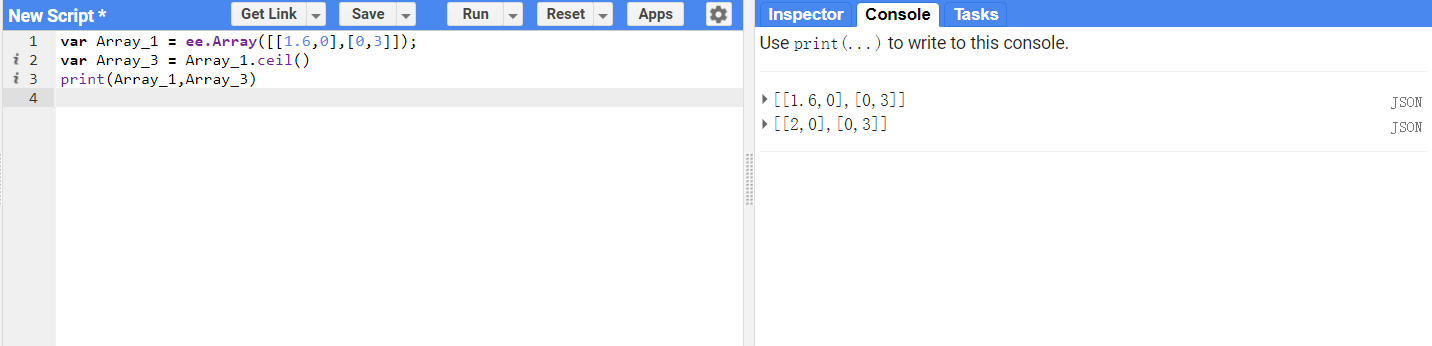 New Script *
Get Link
Save
Run
Reset
Apps
Inspector
Console
Tasks
1 var Array_1 = ee.Array([[1.6,0],[0,3]]);
i 2 var Array_3 = Array_1.ceil()
i 3 print(Array_1,Array_3)
4
Use print(...) to write to this console.
[[1.6,0],[0,3]]
JSON
[[2,0],[0,3]]
JSON